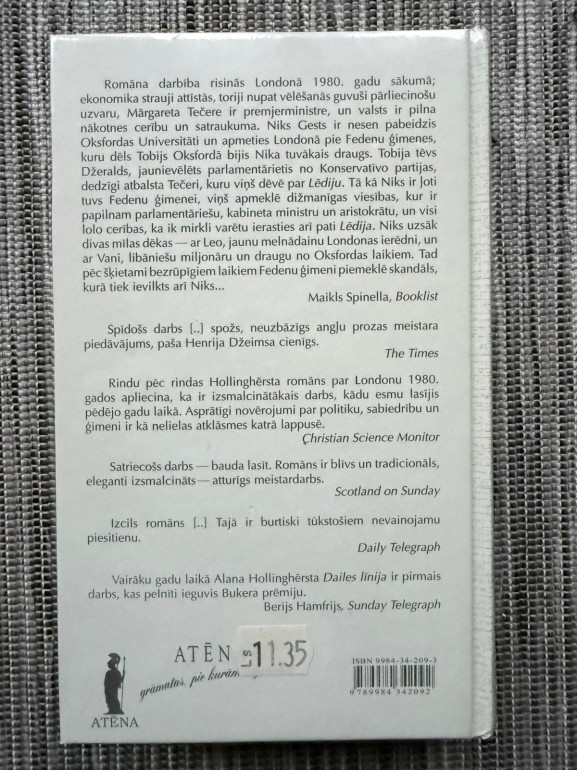 Romāna darbība risinās Londonā 1980. gadu sākumā;
ekonomika strauji attīstās, toriji nupat vēlēšanās guvuši pārliecinošu
uzvaru, Mārgareta Tečere ir premjerministre, un valsts ir pilna
nākotnes cerību un satraukuma. Niks Gests ir nesen pabeidzis
Oksfordas Universitāti un apmeties Londonā pie Fedenu ģimenes,
kuru dēls Tobijs Oksfordā bijis Nika tuvākais draugs. Tobija tēvs
Džeralds, jaunievēlēts parlamentārietis no Konservatīvo partijas,
dedzīgi atbalsta Tečeri, kuru viņš dēvē par Lēdiju. Tā kā Niks ir ļoti
tuvs Fedenu ģimenei, viņš apmeklē dižmanīgas viesības, kur ir
papilnam parlamentāriešu, kabineta ministru un aristokrātu, un visi
lolo cerības, ka ik mirkli varētu ierasties arī pati Lēdija. Niks uzsāk
divas mīlas dēkas — ar Leo, jaunu melnādainu Londonas ierēdni, un
ar Vani, libāniešu miljonāru un draugu no Oksfordas laikiem. Tad
pēc šķietami bezrūpīgiem laikiem Fedenu ģimeni piemeklē skandāls,
kurā tiek ievilkts arī Niks...
Maikls Spinella, Booklist
Spīdošs darbs [..] spožs, neuzbāzīgs angļu prozas meistara
piedāvājums, paša Henrija Džeimsa cienīgs.
The Times
Rindu pēc rindas Hollinghērsta romāns par Londonu 1980.
gados apliecina, ka ir izsmalcinātākais darbs, kādu esmu lasījis
pēdējo gadu laikā. Asprātīgi novērojumi par politiku, sabiedrību un
ģimeni ir kā nelielas atklāsmes katrā lappusē.
Christian Science Monitor
Satriecošs darbs — bauda lasīt. Romāns ir blīvs un tradicionāls,
eleganti izsmalcināts — atturīgs meistardarbs.
Scotland on Sunday
Izcils romāns [..] Tajā ir burtiski tūkstošiem nevainojamu
piesitienu.
Daily Telegraph
Vairāku gadu laikā Alana Hollinghērsta Dailes līnija ir pirmais
darbs, kas pelnīti ieguvis Bukera prēmiju.
Berijs Hamfrijs, Sunday Telegraph
ATĒN
LS 11.35
grāmatas, pie kurām
ATĒNA
ISBN 9984-34-209-3
9 789984 342092